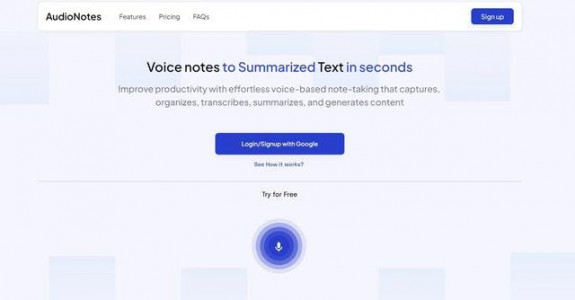 AudioNotes Features Pricing FAQs Sign up
Voice notes to Summarized Text in seconds
Improve productivity with effortless voice-based note-taking that captures,
organizes, transcribes, summarizes, and generates content
Login/Signup with Google
See How it works?
Try for Free